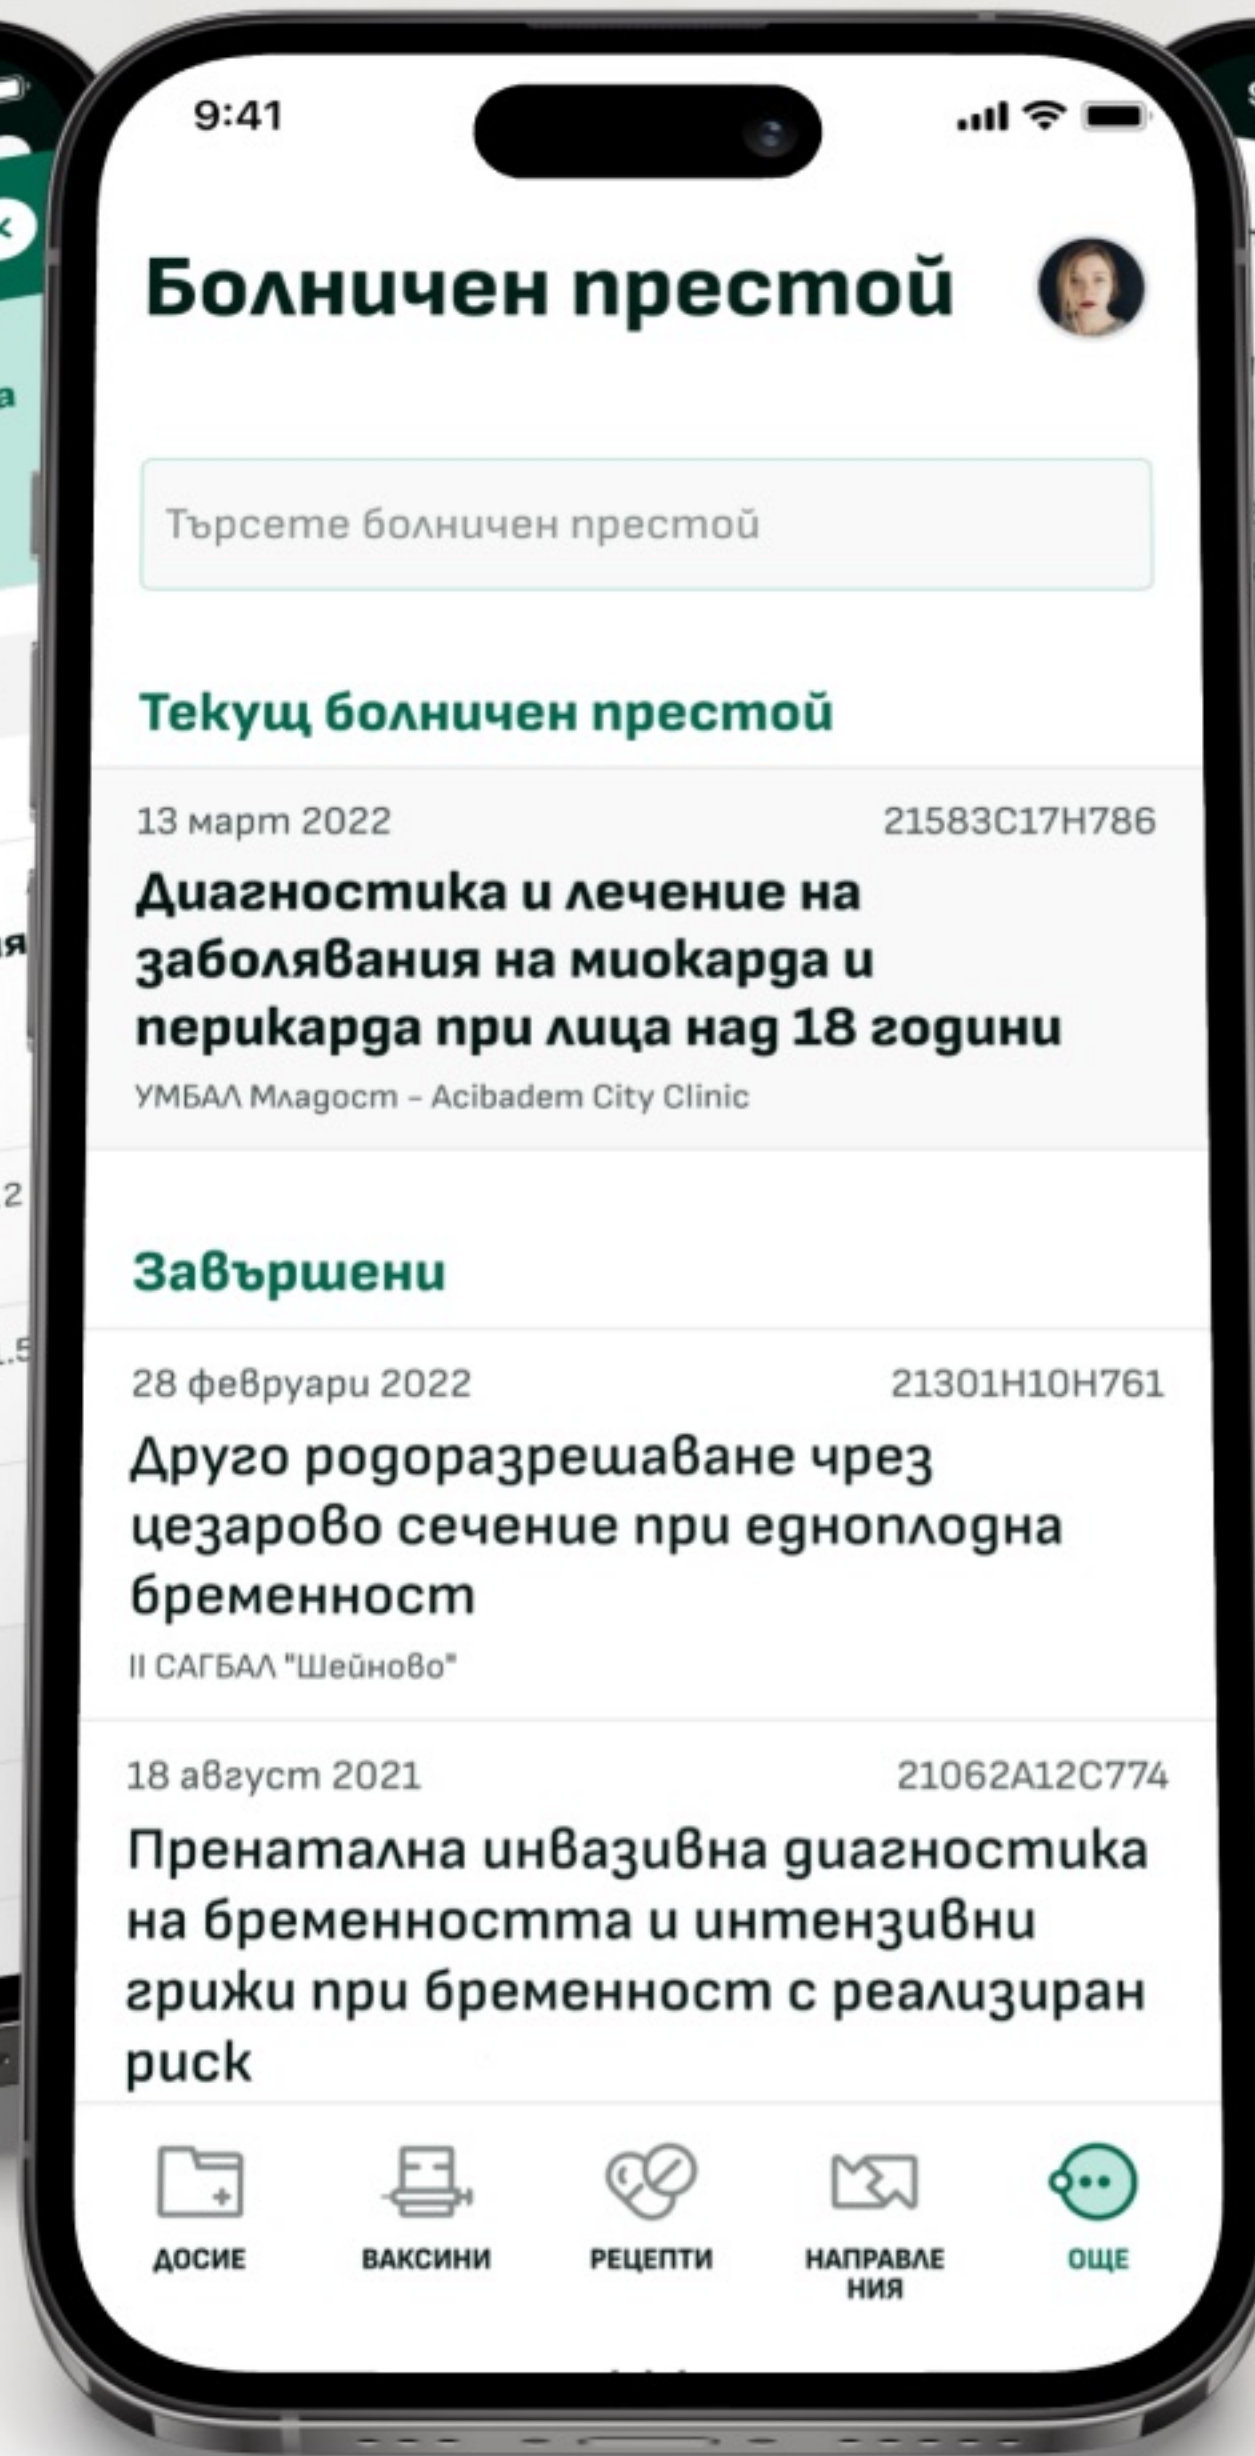 9:41
Болничен престой
Търсете болничен престой
Текущ болничен престой
13 март 2022
21583C17H786
Диагностика и лечение на
заболявания на миокарда и
перикарда при лица над 18 години
УМБАЛ Младост - Acibadem City Clinic
Завършени
28 февруари 2022
21301H10H761
Друго родоразрешаване чрез
цезарово сечение при едноплодна
бременност
II САГБАЛ "Шейново"
18 август 2021
21062A12C774
Пренатална инвазивна диагностика
на бременността и интензивни
грижи при бременност с реализиран
риск
ДОСИЕ
ВАКСИНИ
РЕЦЕПТИ
НАПРАВЛЕ
НИЯ
ОЩЕ